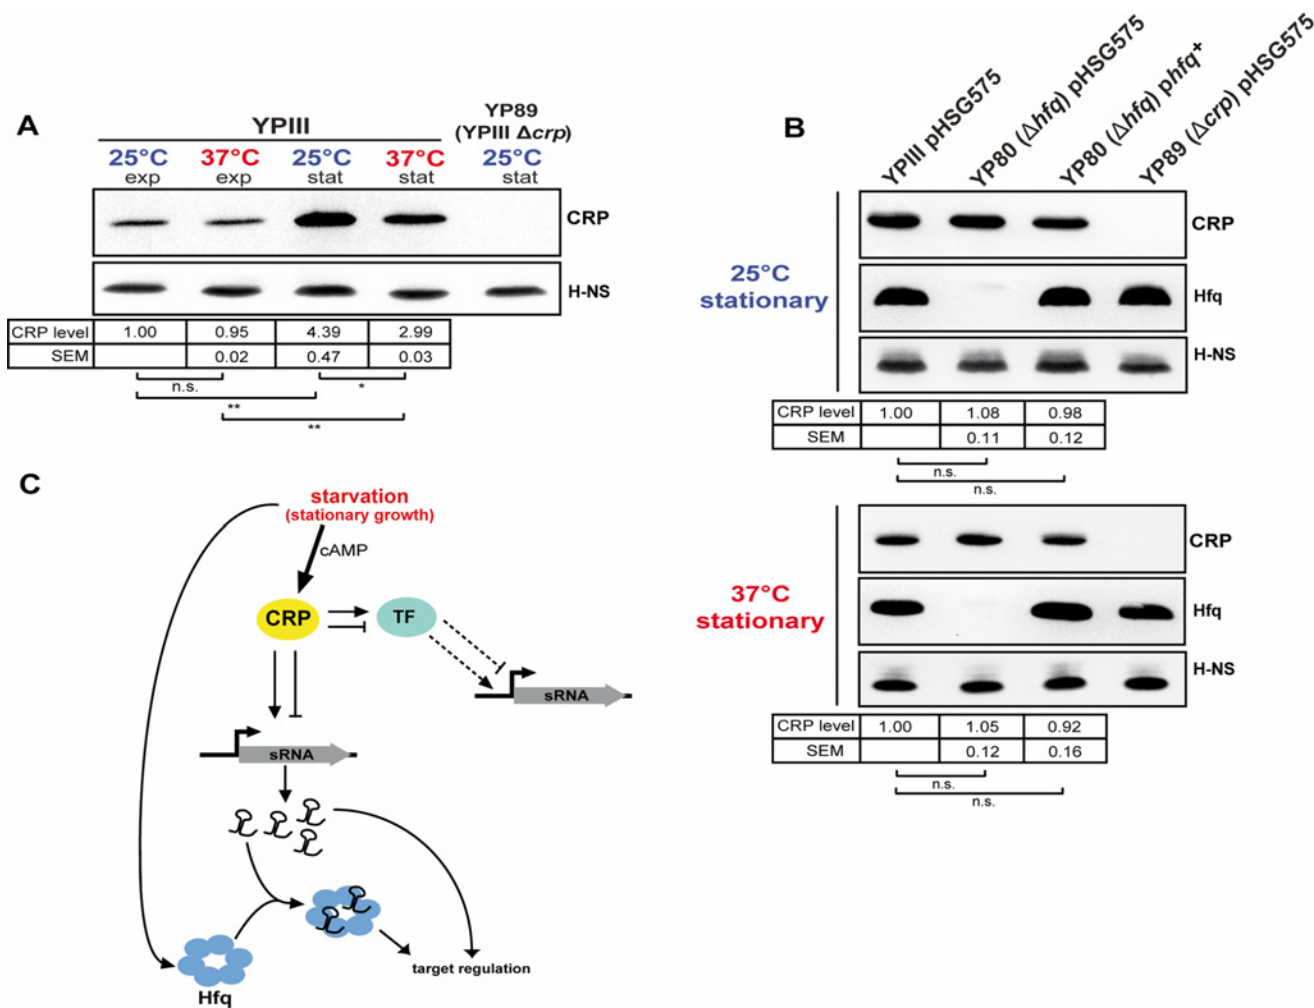 A
YPIII
YP89
(YPIII Δcrp)
25°C 37°C 25°C 37°C 25°C
exp exp stat stat stat
CRP
H-NS
CRP level 1.00 0.95 4.39 2.99
SEM 0.02 0.47 0.03
n.s. *
**
**
B
YPIII pHSG575
YP80 (Δhfq) pHSG575
YP80 (Δhfq) phfq+
YP89 (Δcrp) pHSG575
25°C
stationary
CRP
Hfq
H-NS
CRP level 1.00 1.08 0.98
SEM 0.11 0.12
n.s.
n.s.
37°C
stationary
CRP
Hfq
H-NS
CRP level 1.00 1.05 0.92
SEM 0.12 0.16
n.s.
n.s.
C
starvation
(stationary growth)
cAMP
CRP TF
sRNA
sRNA
target regulation
Hfq